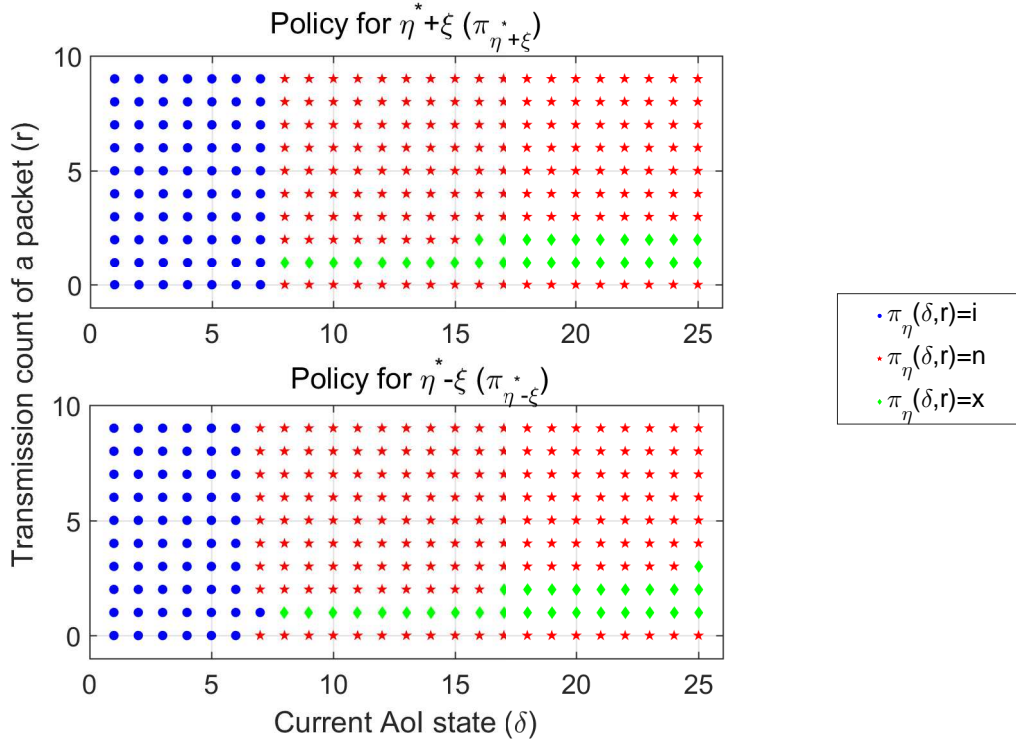 Policy for η*+ξ (π_η*+ξ)
10
5
0
0 5 10 15 20 25
Policy for η*-ξ (π_η*-ξ)
10
5
0
0 5 10 15 20 25
Current AoI state (δ)
Transmission count of a packet (r)
π_η(δ,r)=i
π_η(δ,r)=n
π_η(δ,r)=x